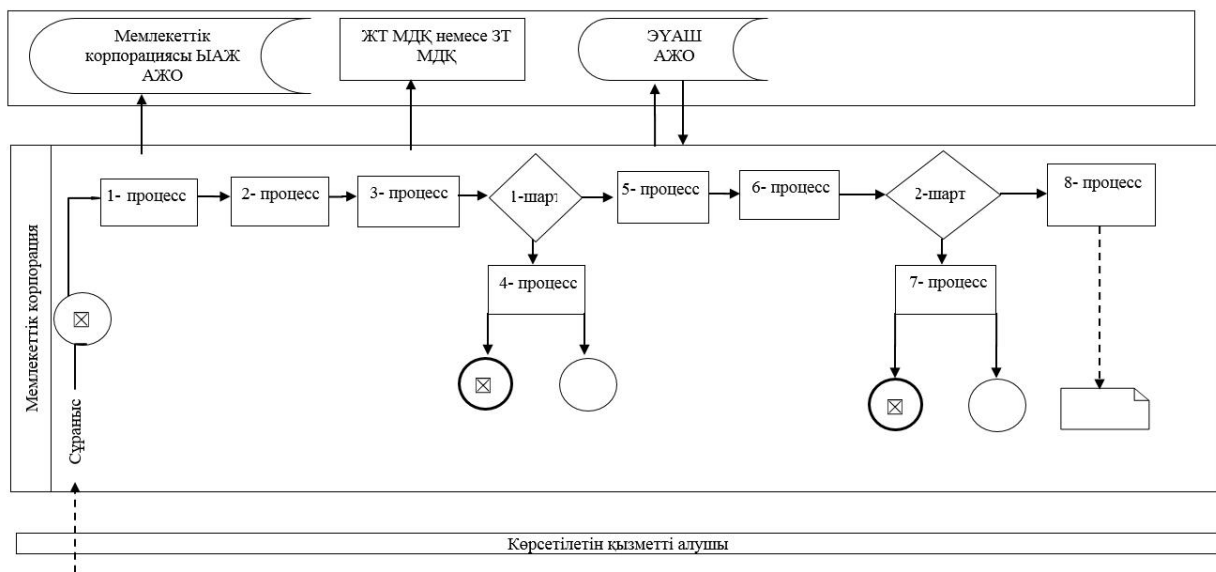 Мемлекеттік
корпорациясы ЫАЖ
АЖО
ЖТ МДҚ немесе ЗТ
МДҚ
ЭҮАШ
АЖО
Мемлекеттік корпорация
1- процесс
2- процесс
3- процесс
1-шарт
5- процесс
6- процесс
2-шарт
8- процесс
4- процесс
7- процесс
Сұраныс
Көрсетілетін қызметті алушы